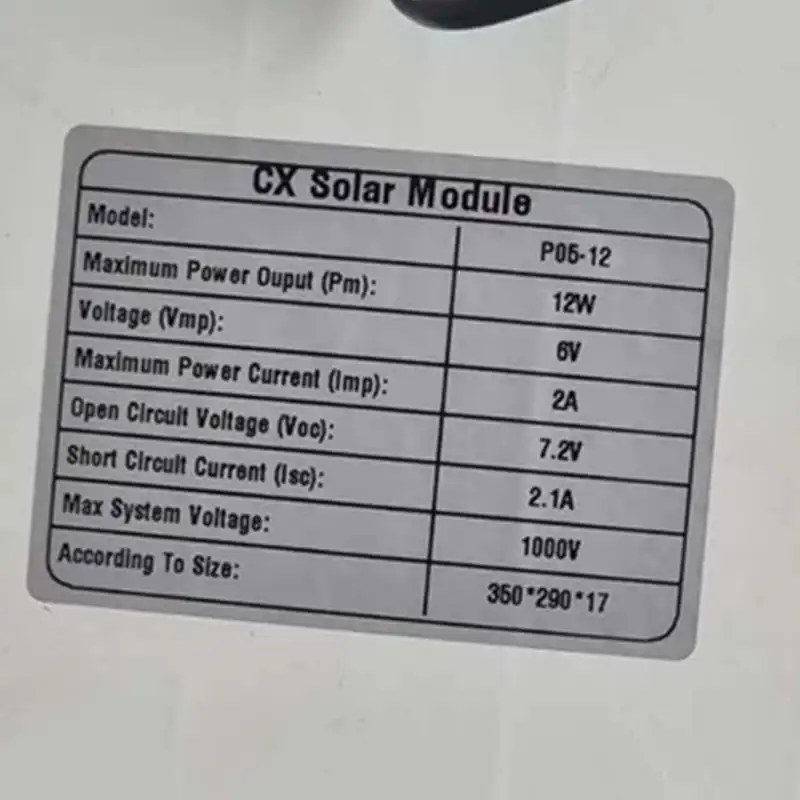 CX Solar Module
Model: P05-12
Maximum Power Ouput (Pm): 12W
Voltage (Vmp): 6V
Maximum Power Current (Imp): 2A
Open Circuit Voltage (Voc): 7.2V
Short Circuit Current (Isc): 2.1A
Max System Voltage: 1000V
According To Size: 350*290*17